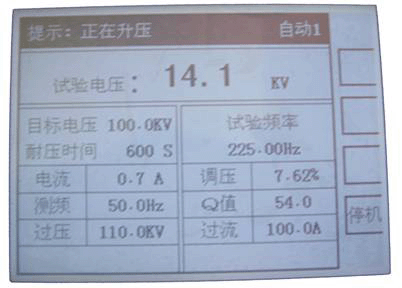 提示：正在升压 自动1
试验电压： 14.1 KV
目标电压 100.0KV 试验频率
耐压时间 600 S 225.00Hz
电流 0.7 A 调压 7.62%
测频 50.0Hz Q值 54.0
过压 110.0KV 过流 100.0A
停机